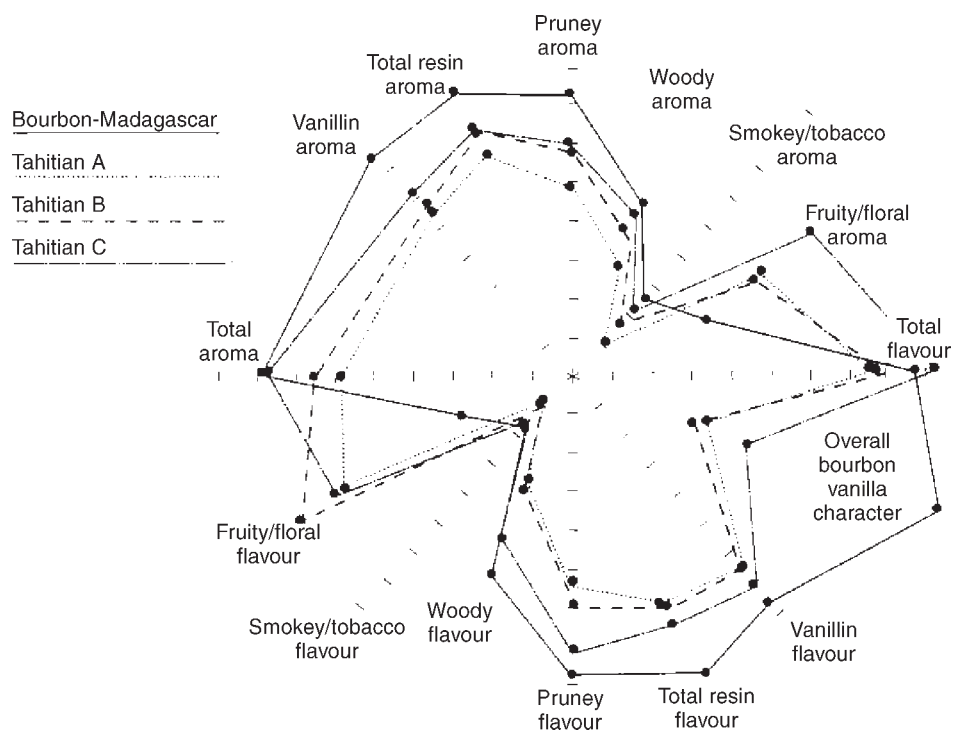 Pruney
aroma
Total resin
aroma
Woody
aroma
Bourbon-Madagascar
Vanillin
aroma
Smokey/tobacco
aroma
Tahitian A
Tahitian B
Fruity/floral
aroma
Tahitian C
Total
aroma
Total
flavour
Overall
bourbon
vanilla
character
Fruity/floral
flavour
Smokey/tobacco
flavour
Woody
flavour
Vanillin
flavour
Pruney
flavour
Total resin
flavour